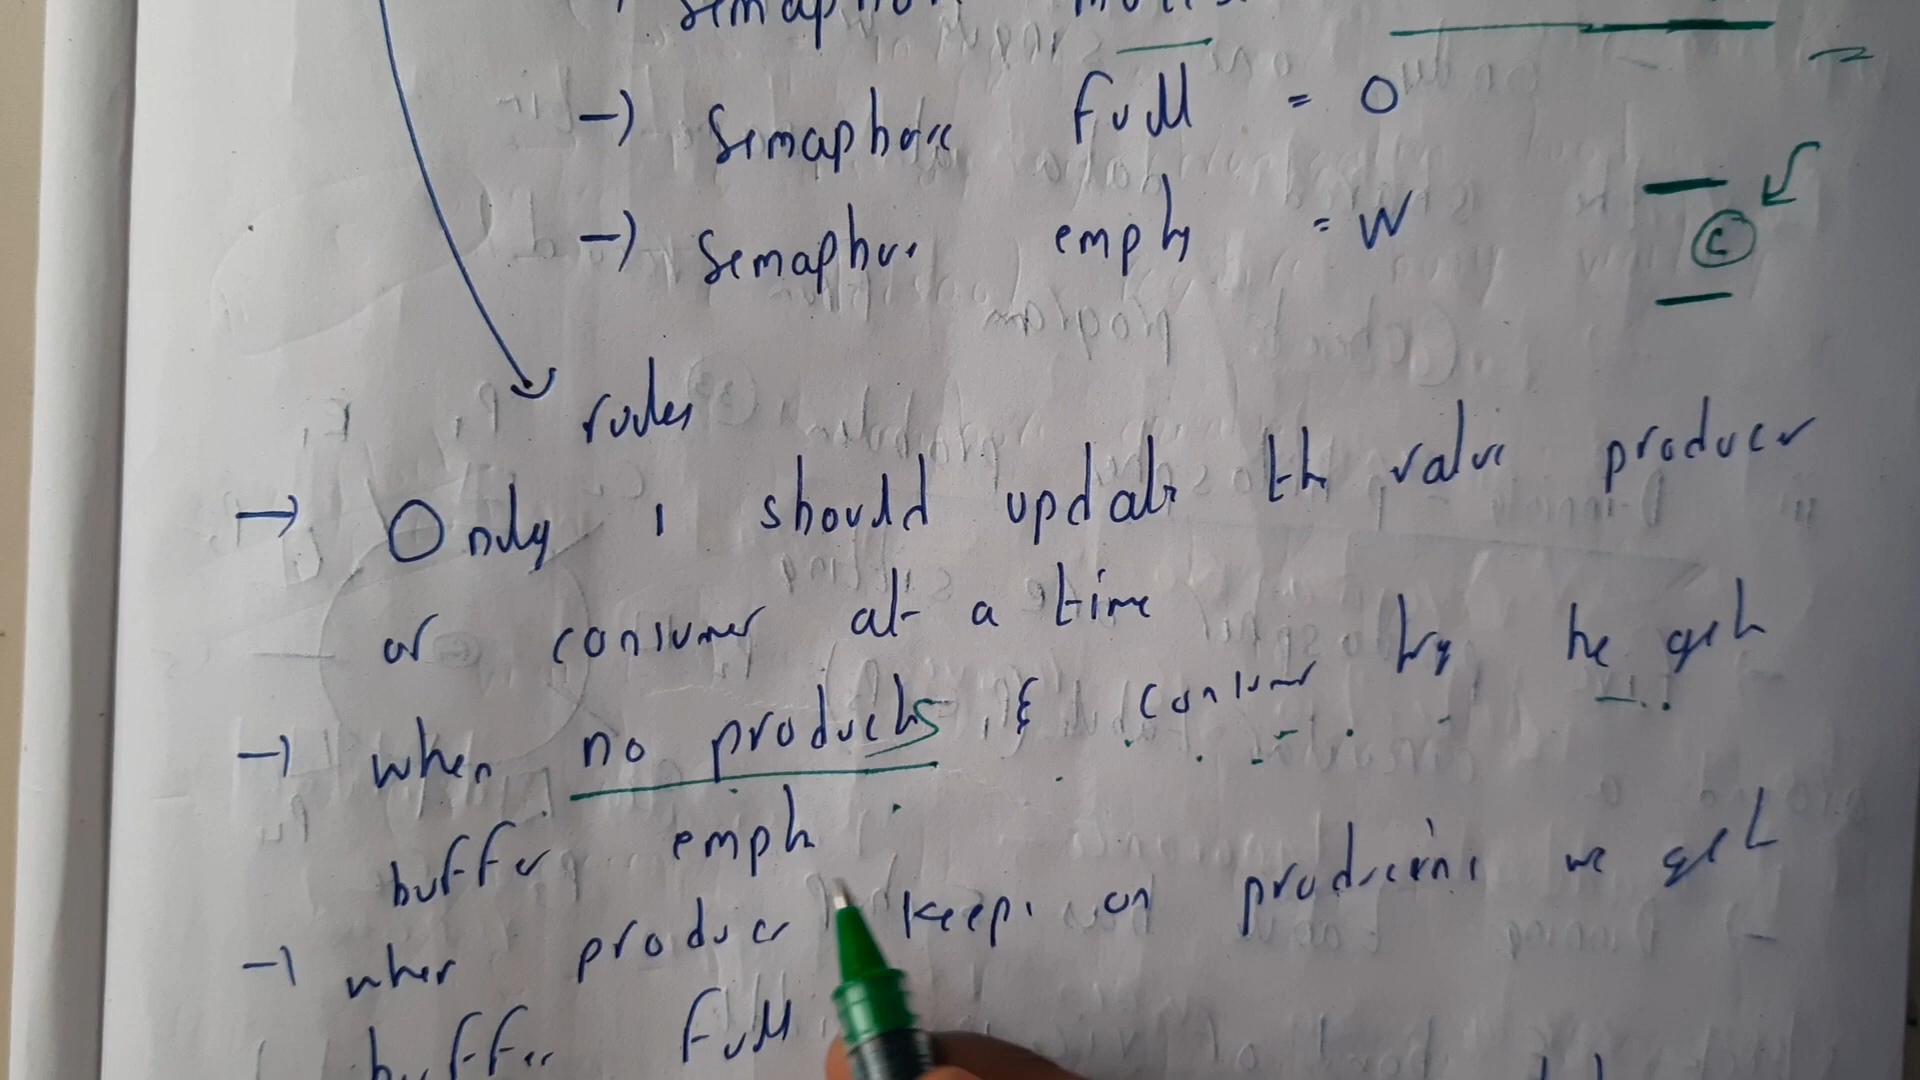 → Semaphore Full = 0
→ Semaphore empty = N
C
rules
→ Only 1 should update the value producer
or consumer at a time
→ when no products & consumer try he get
buffer empty
→ when producer keeps on producing we get
buffer full